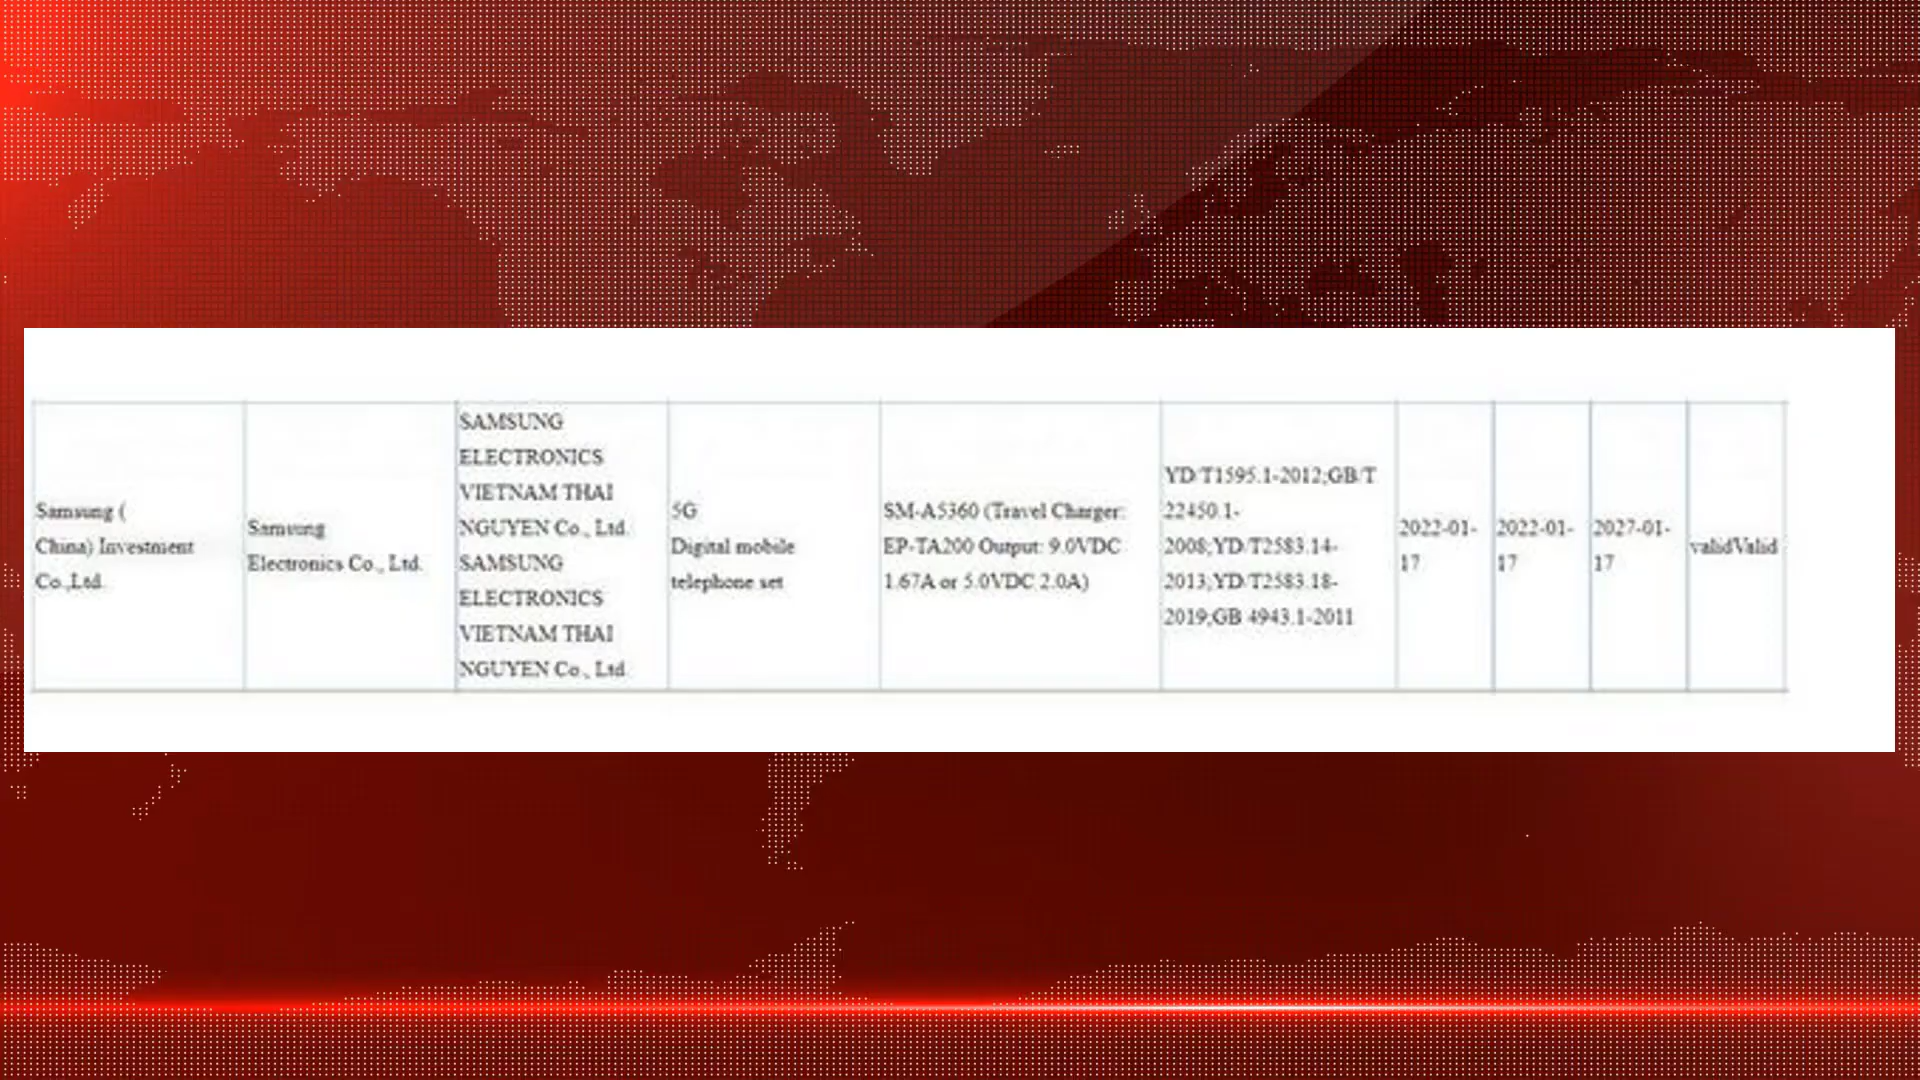 Samsung (
China) Investment
Co.,Ltd.
Samsung
Electronics Co., Ltd.
SAMSUNG
ELECTRONICS
VIETNAM THAI
NGUYEN Co., Ltd.
SAMSUNG
ELECTRONICS
VIETNAM THAI
NGUYEN Co., Ltd
5G
Digital mobile
telephone set
SM-A5360 (Travel Charger:
EP-TA200 Output: 9.0VDC
1.67A or 5.0VDC 2.0A)
YD/T1595.1-2012;GB/T
22450.1-
2008;YD/T2583.14-
2013;YD/T2583.18-
2019;GB 4943.1-2011
2022-01-
17
2022-01-
17
2027-01-
17
validValid